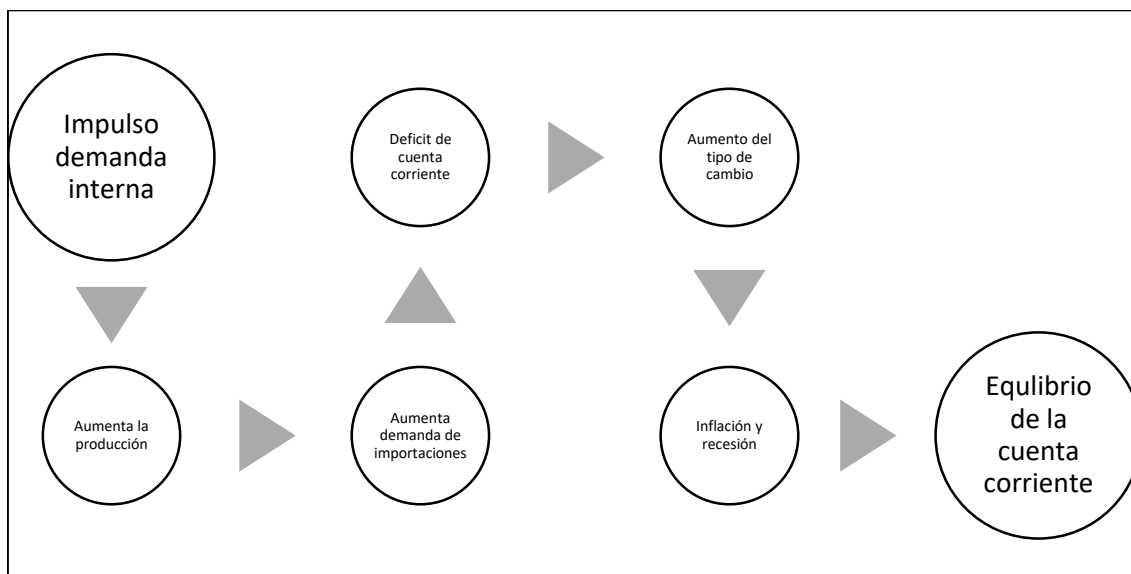 Impulso
demanda
interna
Aumenta la
producción
Aumenta
demanda de
importaciones
Deficit de
cuenta
corriente
Aumento del
tipo de
cambio
Inflación y
recesión
Equlibrio
de la
cuenta
corriente